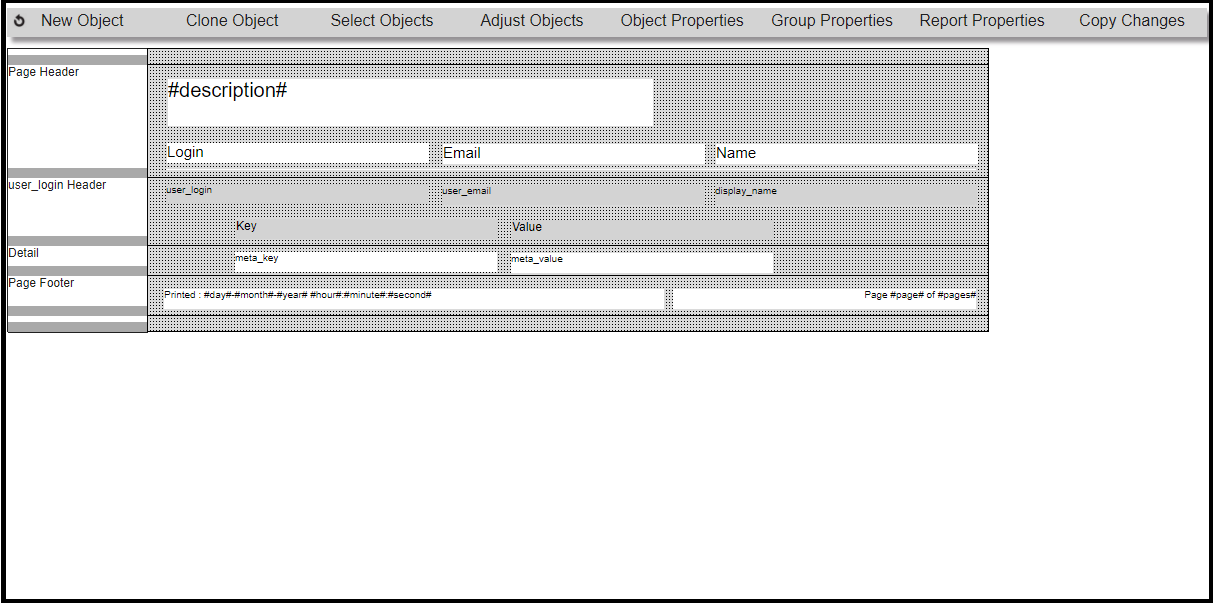 New Object Clone Object Select Objects Adjust Objects Object Properties Group Properties Report Properties Copy Changes
Page Header
#description#
Login Email Name
user_login Header
user_login user_email display_name
Key Value
Detail
meta_key meta_value
Page Footer
Printed : #day#-#month#-#year# #hour#:#minute#:#second# Page #page# of #pages#